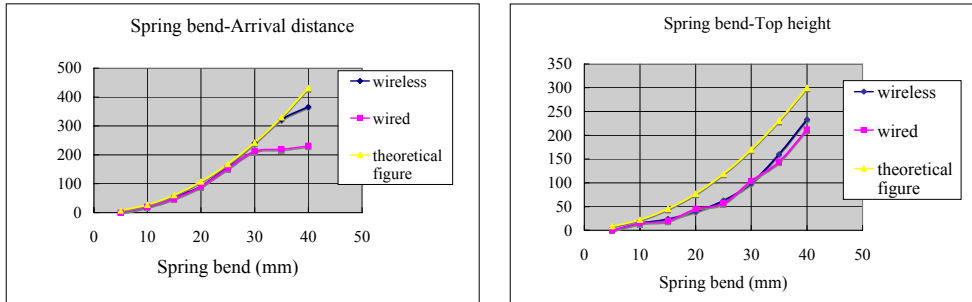 Spring bend-Arrival distance
500
400
300
200
100
0
0 10 20 30 40 50
Spring bend (mm)
wireless
wired
theoretical
figure
Spring bend-Top height
350
300
250
200
150
100
50
0
0 10 20 30 40 50
Spring bend (mm)
wireless
wired
theoretical
figure